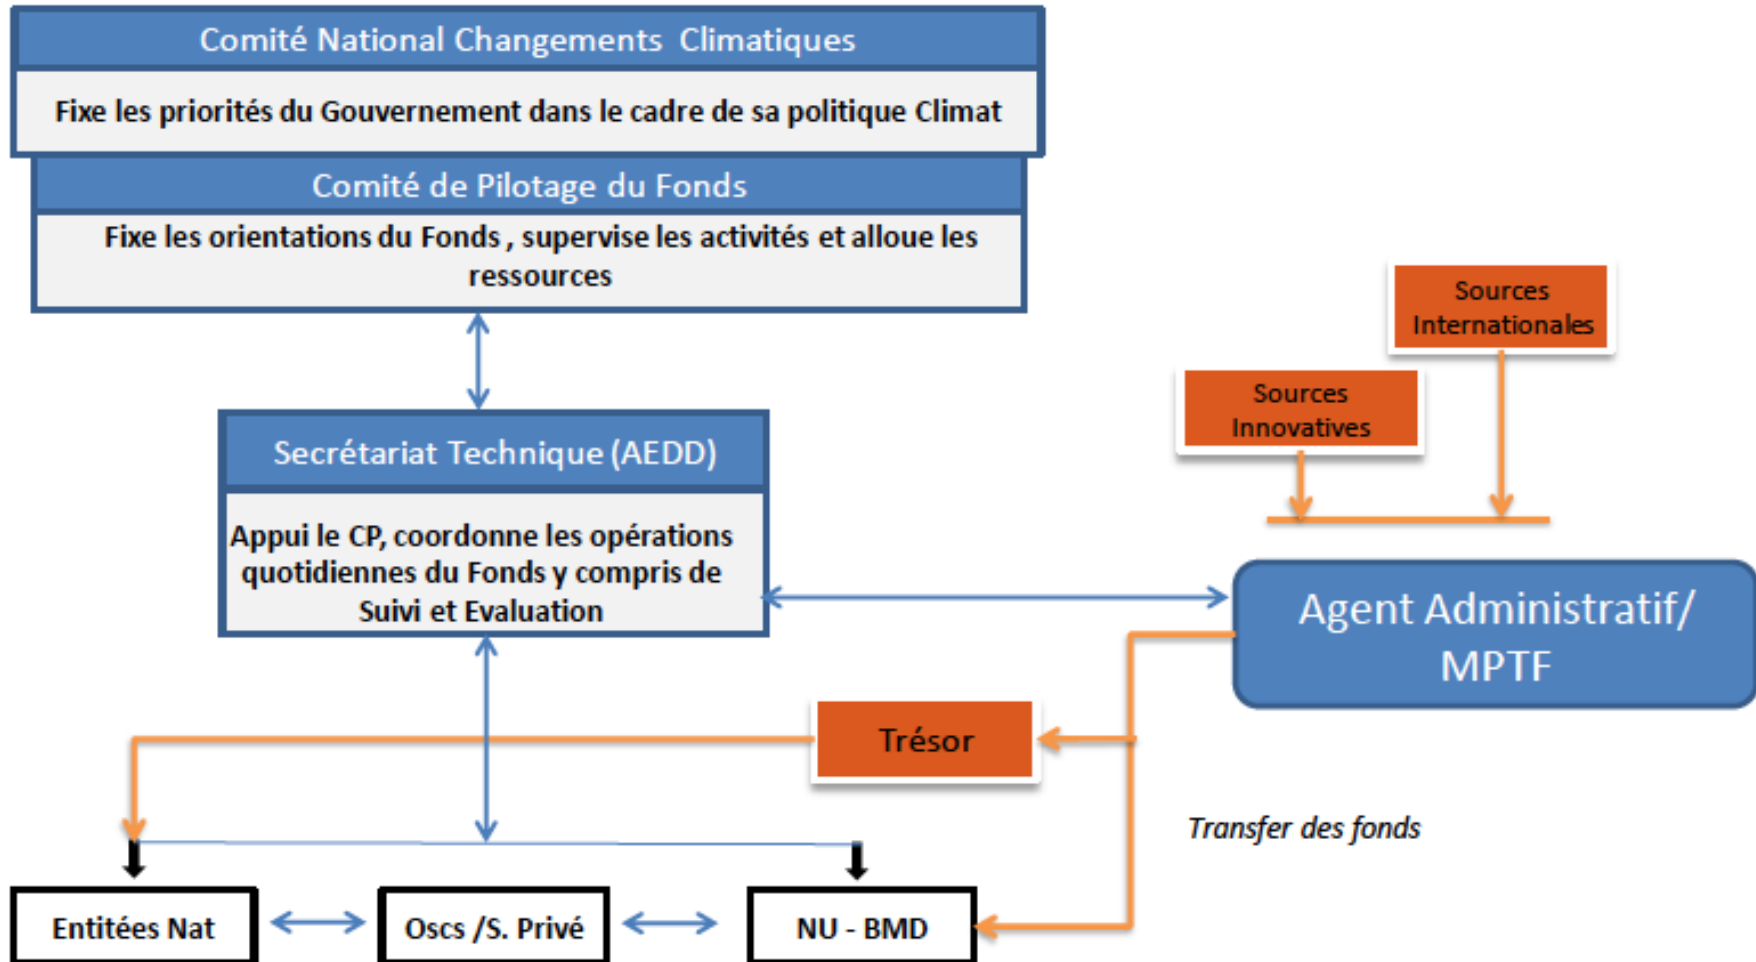 Comité National Changements Climatiques
Fixe les priorités du Gouvernement dans le cadre de sa politique Climat
Comité de Pilotage du Fonds
Fixe les orientations du Fonds , supervise les activités et alloue les
ressources
Sources
Internationales
Sources
Innovatives
Secrétariat Technique (AEDD)
Appui le CP, coordonne les opérations
quotidiennes du Fonds y compris de
Suivi et Evaluation
Agent Administratif/
MPTF
Trésor
Transfer des fonds
Entitées Nat
Oscs /S. Privé
NU - BMD